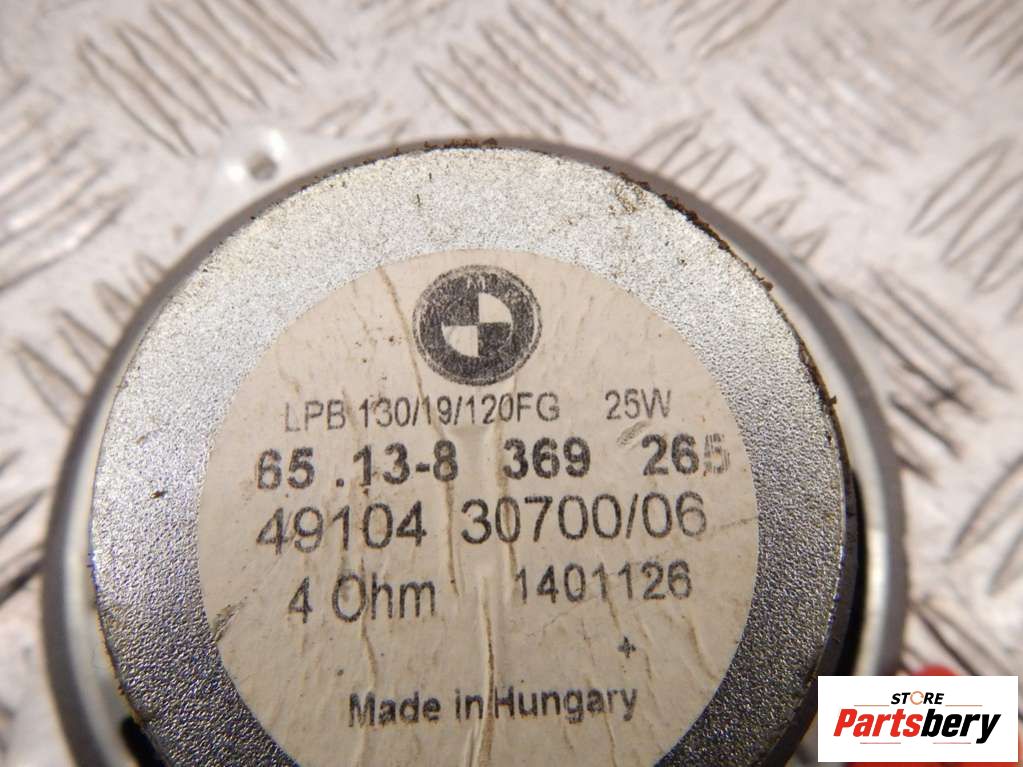 LPB 130/19/120FG 25W
65.13-8 369 265
49104 30700/06
4 Ohm 1401126
+
Made in Hungary
STORE
Partsbery